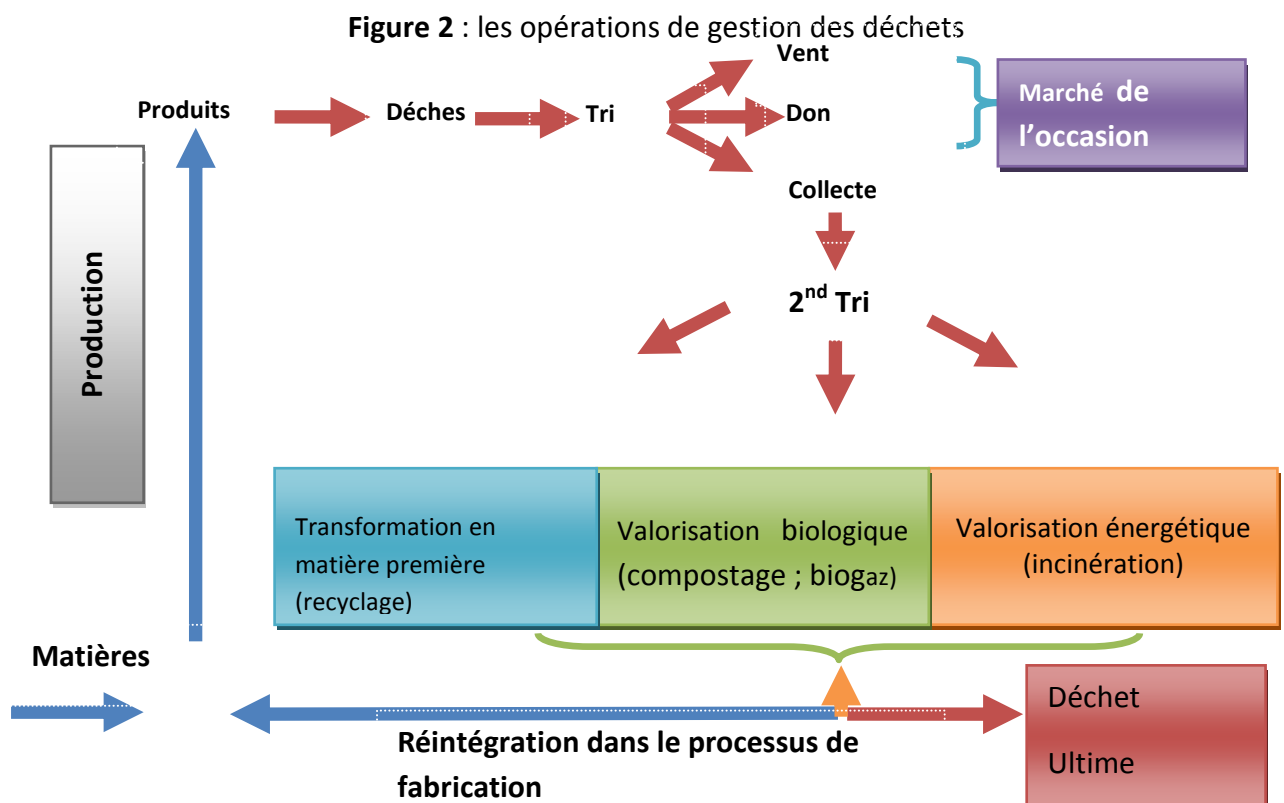 Figure 2 : les opérations de gestion des déchets
Vent
Produits
Déches
Tri
Don
Marché de
l’occasion
Collecte
2nd Tri
Production
Transformation en
matière première
(recyclage)
Valorisation biologique
(compostage ; biogaz)
Valorisation énergétique
(incinération)
Matières
Réintégration dans le processus de
fabrication
Déchet
Ultime